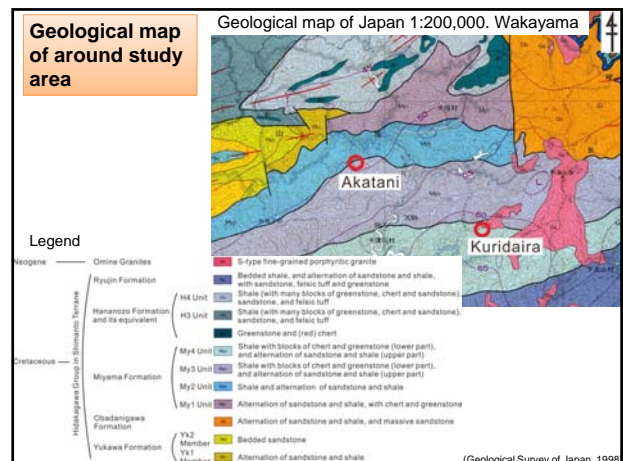 Geological map
of around study
area
Geological map of Japan 1:200,000. Wakayama
Akatani
Kuridaira
Legend
Neogene
Omine Granites
S-type fine-grained porphyritic granite
Ryujin Formation
Bedded shale, and alternation of sandstone and shale,
with sandstone, felsic tuff and greenstone
Hidakagawa Group in Shimanto Terrane
Hananozo Formation
and its equivalent
H4 Unit
Shale (with many blocks of greenstone, chert and sandstone),
sandstone, and felsic tuff
H3 Unit
Shale (with many blocks of greenstone, chert and sandstone),
sandstone, and felsic tuff
Greenstone and (red) chert
Cretaceous
Miyama Formation
My4 Unit
Shale with blocks of chert and greenstone (lower part),
and alternation of sandstone and shale (upper part)
My3 Unit
Shale with blocks of chert and greenstone (lower part),
and alternation of sandstone and shale (upper part)
My2 Unit
Shale and alternation of sandstone and shale
My1 Unit
Alternation of sandstone and shale, with chert and greenstone
Obadanigawa
Formation
Alternation of sandstone and shale, and massive sandstone
Yukawa Formation
Yk2
Member
Bedded sandstone
Yk1
Member
Alternation of sandstone and shale
(Geological Survey of Japan, 1998